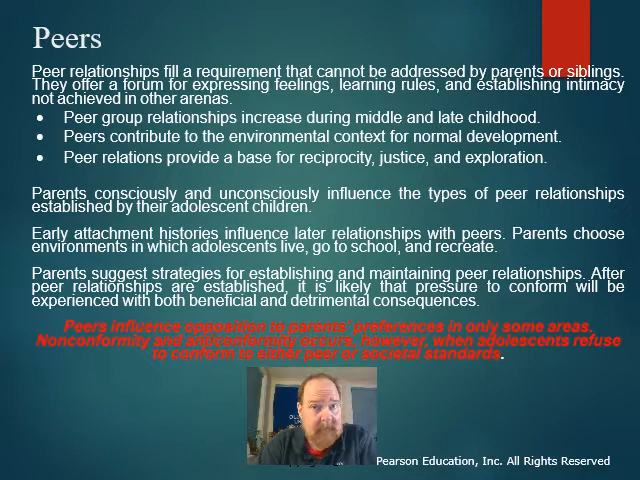 Peers
Peer relationships fill a requirement that cannot be addressed by parents or siblings.
They offer a forum for expressing feelings, learning rules, and establishing intimacy
not achieved in other arenas.
• Peer group relationships increase during middle and late childhood.
• Peers contribute to the environmental context for normal development.
• Peer relations provide a base for reciprocity, justice, and exploration.
Parents consciously and unconsciously influence the types of peer relationships
established by their adolescent children.
Early attachment histories influence later relationships with peers. Parents choose
environments in which adolescents live, go to school, and recreate.
Parents suggest strategies for establishing and maintaining peer relationships. After
peer relationships are established, it is likely that pressure to conform will be
experienced with both beneficial and detrimental consequences.
Peers influence opposition to parents' preferences in only some areas.
Nonconformity and anticonformity occurs, however, when adolescents refuse
to conform to either peer or societal standards.
Pearson Education, Inc. All Rights Reserved